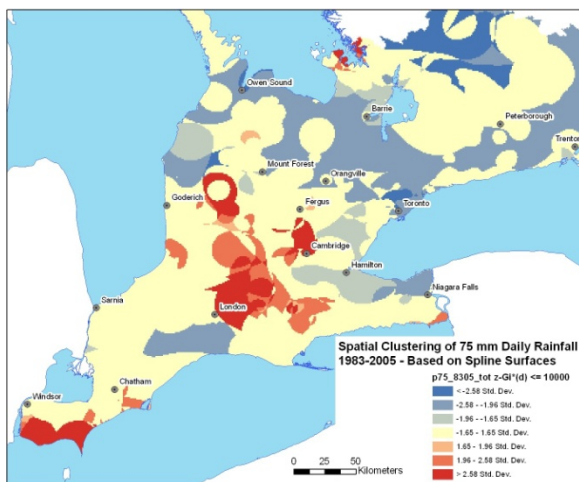 Owen Sound
Barrie
Peterborough
Trenton
Mount Forest
Orangville
Goderich
Fergus
Toronto
Cambridge
Hamilton
Niagara Falls
Sarnia
London
Chatham
Windsor
Spatial Clustering of 75 mm Daily Rainfall
1983-2005 - Based on Spline Surfaces
p75_8305_tot z-Gi*(d) <= 10000
<-2.58 Std. Dev.
-2.58 - -1.96 Std. Dev.
-1.96 - -1.65 Std. Dev.
-1.65 - 1.65 Std. Dev.
1.65 - 1.96 Std. Dev.
1.96 - 2.58 Std. Dev.
> 2.58 Std. Dev.
0 25 50
Kilometers